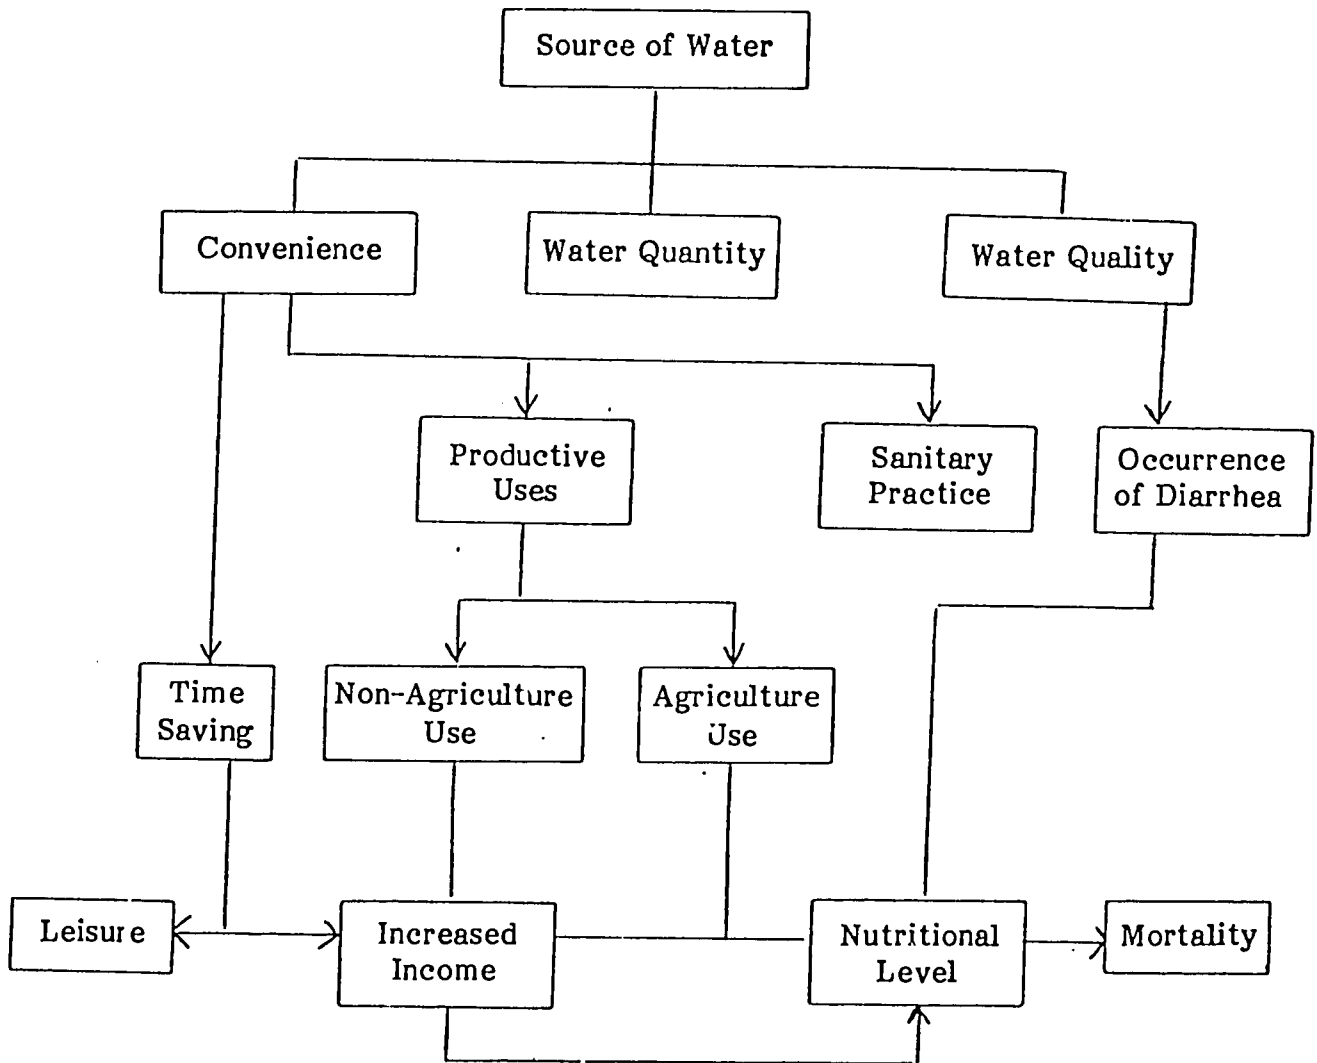 Source of Water
Convenience
Water Quantity
Water Quality
Productive
Uses
Sanitary
Practice
Occurrence
of Diarrhea
Time
Saving
Non-Agriculture
Use
Agriculture
Use
Leisure
Increased
Income
Nutritional
Level
Mortality